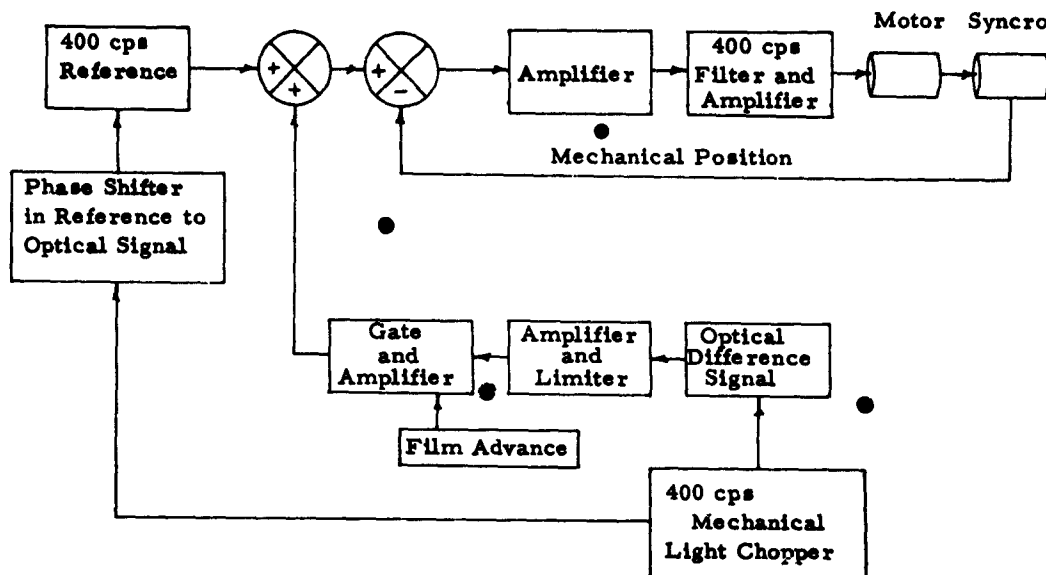 400 cps
Reference
+
+
+
-
Amplifier
400 cps
Filter and
Amplifier
Motor
Syncro
Mechanical Position
Phase Shifter
in Reference to
Optical Signal
Gate
and
Amplifier
Amplifier
and
Limiter
Optical
Difference
Signal
Film Advance
400 cps
Mechanical
Light Chopper